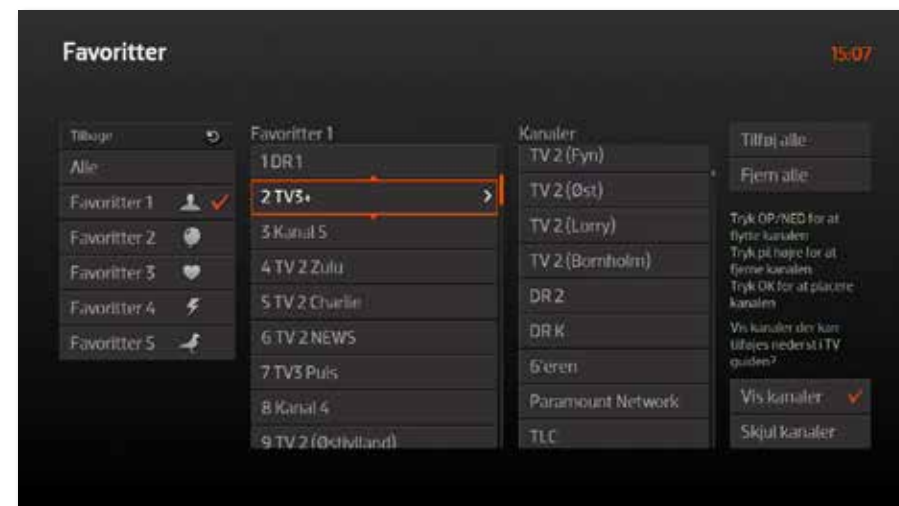 Favoritter
15:07
Tilbage
Alle
Favoritter 1
Favoritter 2
Favoritter 3
Favoritter 4
Favoritter 5
Favoritter 1
1 DR 1
2 TV3+
3 Kanal 5
4 TV 2 Zulu
5 TV 2 Charlie
6 TV 2 NEWS
7 TV3 Puls
8 Kanal 4
9 TV 2 (Østjylland)
Kanaler
TV 2 (Fyn)
TV 2 (Øst)
TV 2 (Lorry)
TV 2 (Bornholm)
DR 2
DR K
6'eren
Paramount Network
TLC
Tilføj alle
Fjern alle
Tryk OP/NED for at
flytte kanalen
Tryk på højre for at
fjerne kanalen
Tryk OK for at placere
kanalen
Vis kanaler der kan
tilføjes nederst i TV
guiden?
Vis kanaler
Skjul kanaler